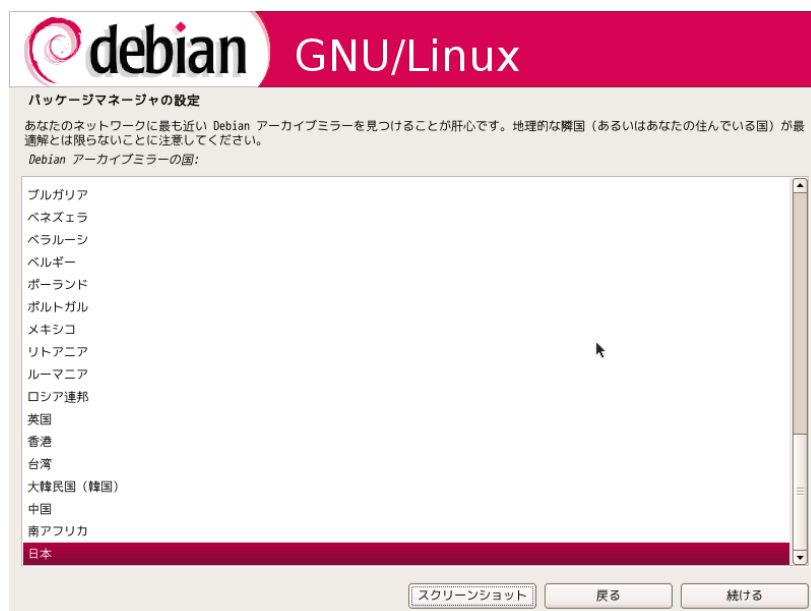 debian GNU/Linux
パッケージマネージャの設定
あなたのネットワークに最も近い Debian アーカイブミラーを見つけることが肝心です。地理的な隣国（あるいはあなたの住んでいる国）が最
適解とは限らないことに注意してください。
Debian アーカイブミラーの国:
ブルガリア
ベネズェラ
ベラルーシ
ベルギー
ポーランド
ポルトガル
メキシコ
リトアニア
ルーマニア
ロシア連邦
英国
香港
台湾
大韓民国（韓国）
中国
南アフリカ
日本
スクリーンショット 戻る 続ける